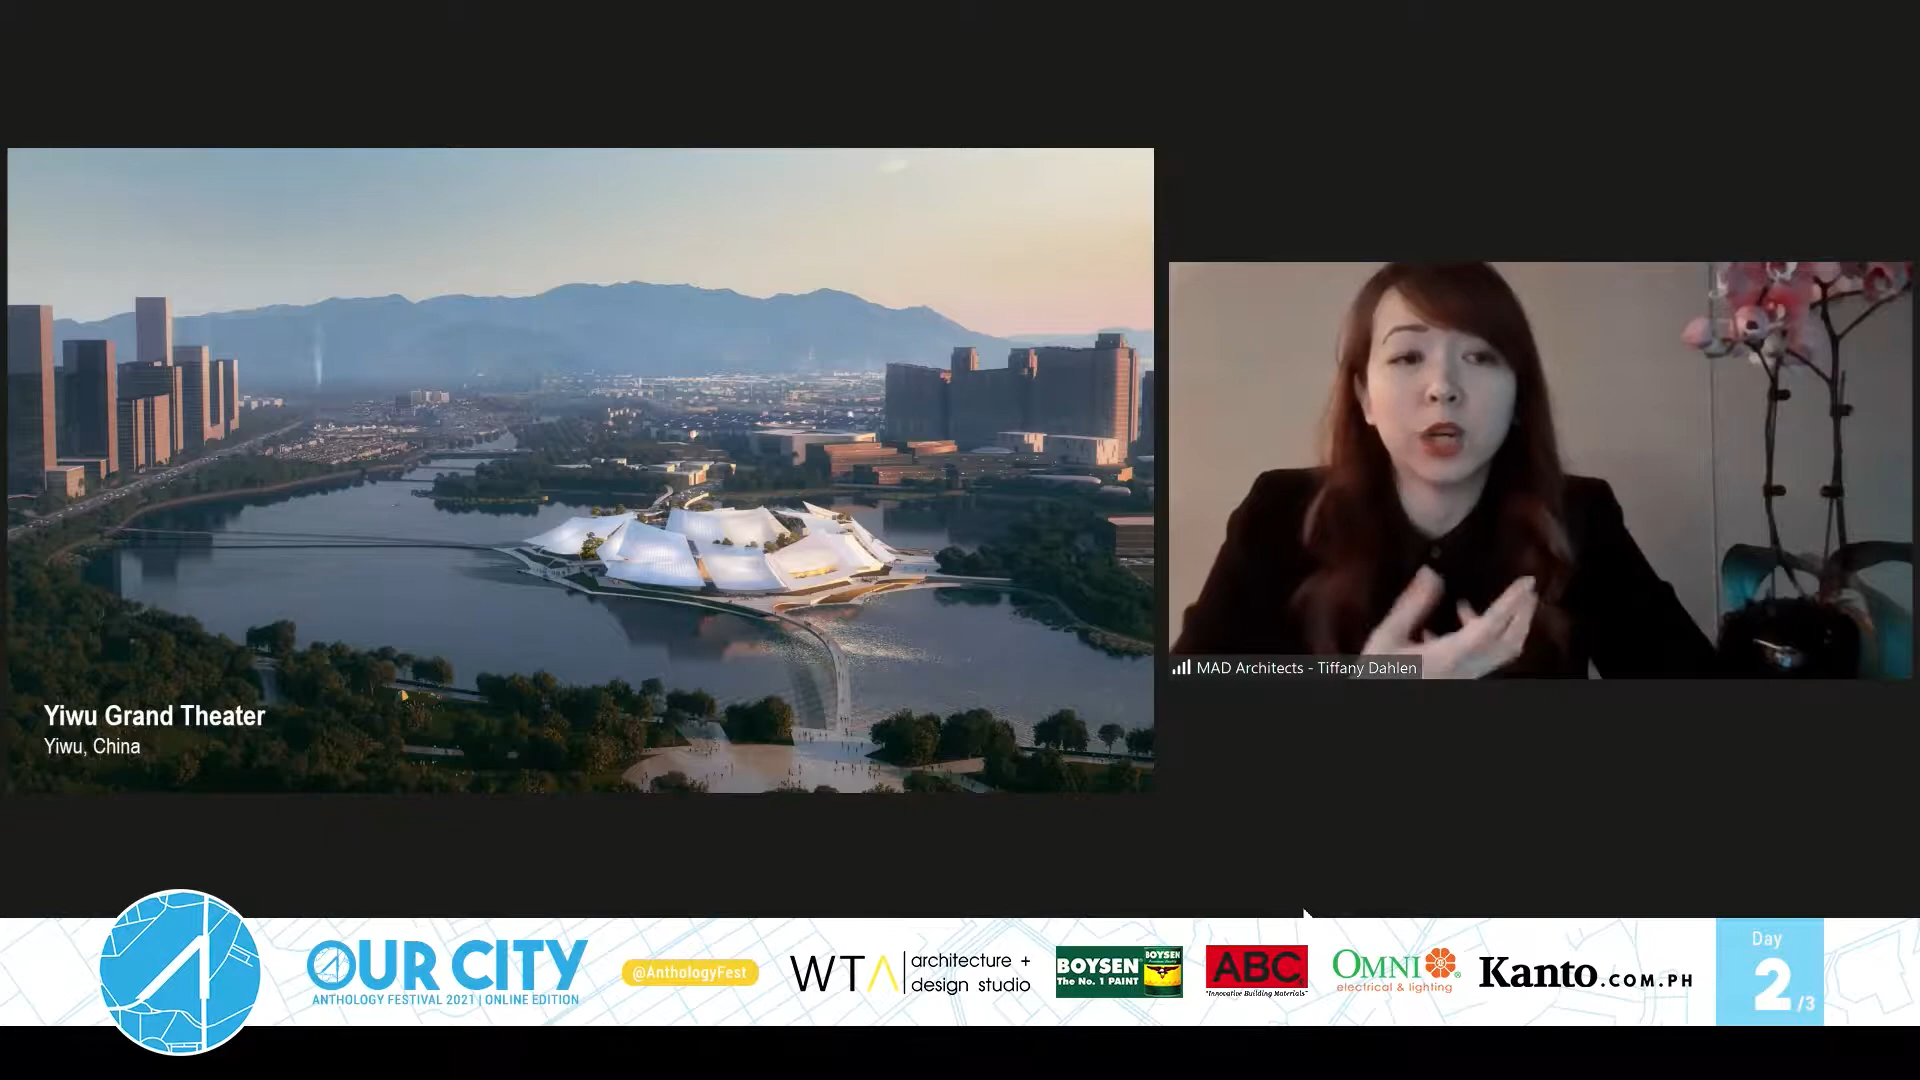 Yiwu Grand Theater
Yiwu, China
MAD Architects - Tiffany Dahlen
OUR CITY
ANTHOLOGY FESTIVAL 2021 | ONLINE EDITION
@AnthologyFest
WTA architecture +
design studio
BOYSEN
The No. 1 PAINT
BOYSEN
ABC
"Innovative Building Materials"
OMNI
electrical & lighting
Kanto.COM.PH
Day
2/3